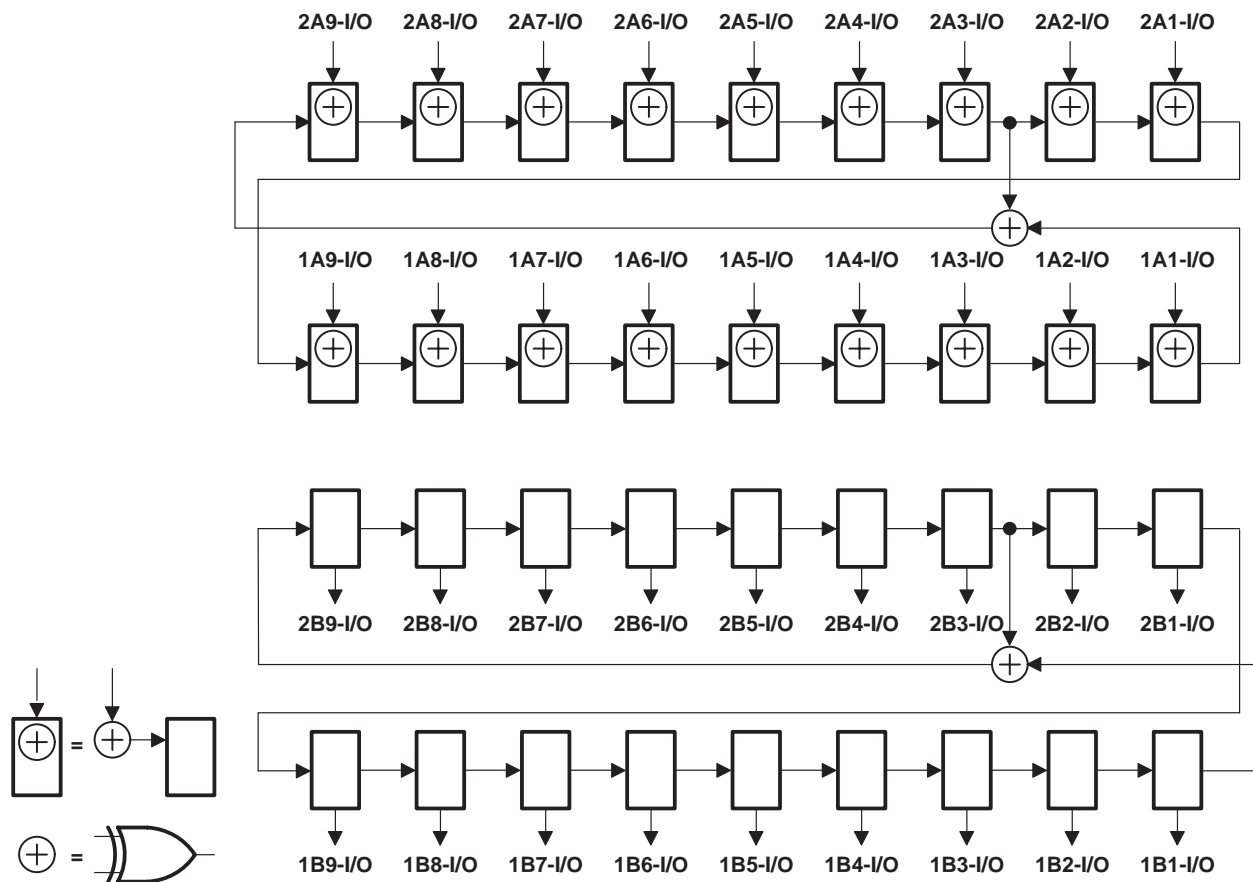 2A9-I/O 2A8-I/O 2A7-I/O 2A6-I/O 2A5-I/O 2A4-I/O 2A3-I/O 2A2-I/O 2A1-I/O
1A9-I/O 1A8-I/O 1A7-I/O 1A6-I/O 1A5-I/O 1A4-I/O 1A3-I/O 1A2-I/O 1A1-I/O
2B9-I/O 2B8-I/O 2B7-I/O 2B6-I/O 2B5-I/O 2B4-I/O 2B3-I/O 2B2-I/O 2B1-I/O
=
=
1B9-I/O 1B8-I/O 1B7-I/O 1B6-I/O 1B5-I/O 1B4-I/O 1B3-I/O 1B2-I/O 1B1-I/O